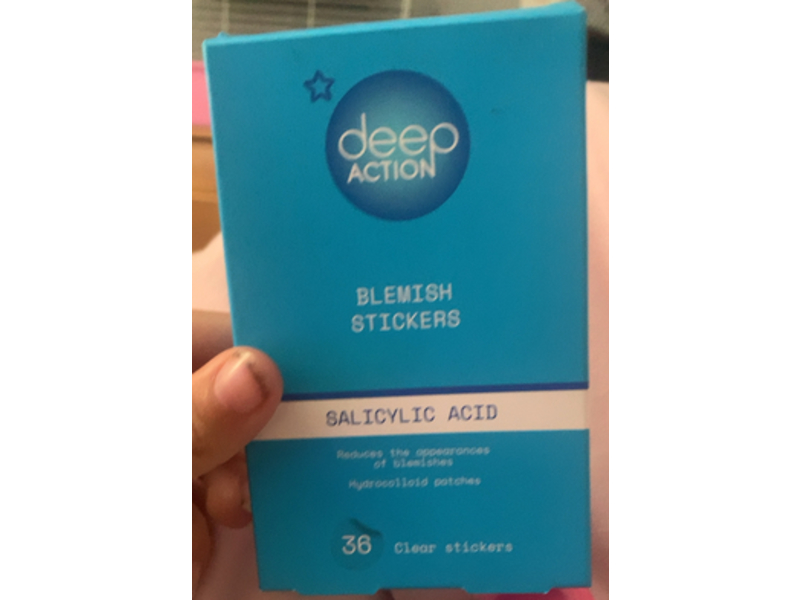 deep
ACTION
BLEMISH
STICKERS
SALICYLIC ACID
Reduces the appearances
of blemishes
Hydrocolloid patches
36 Clear stickers